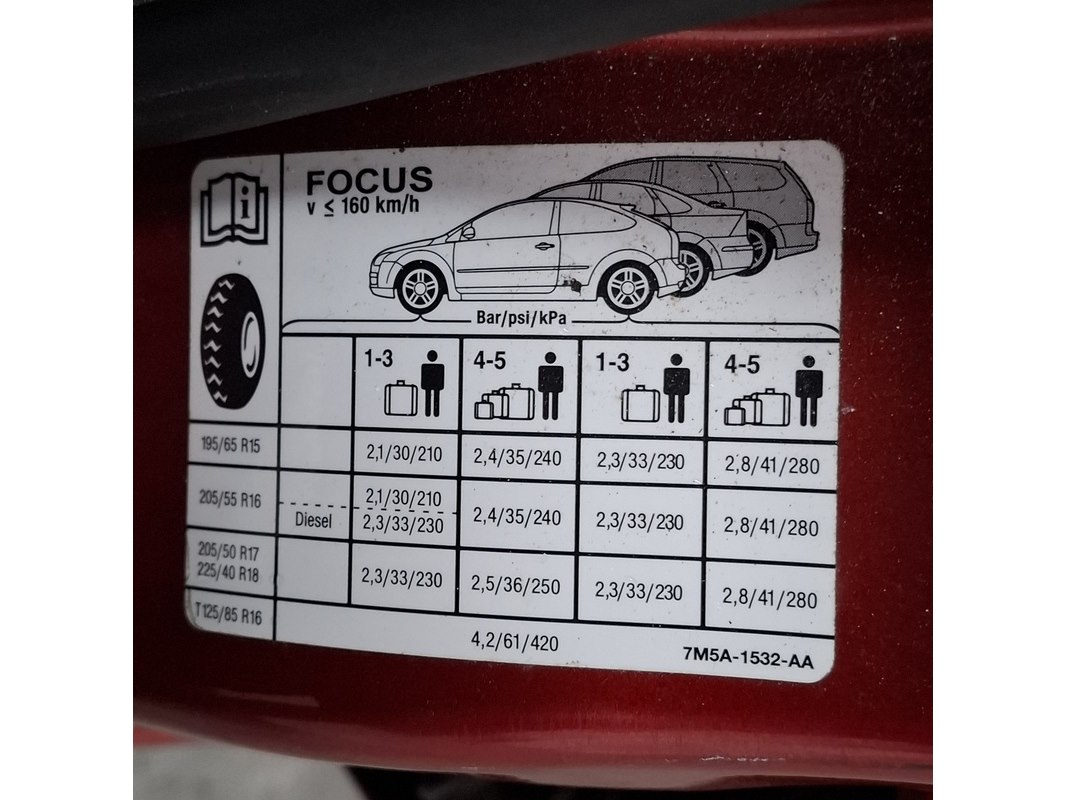 FOCUS
v ≤ 160 km/h
Bar/psi/kPa
1-3 4-5 1-3 4-5
195/65 R15 2,1/30/210 2,4/35/240 2,3/33/230 2,8/41/280
205/55 R16 2,1/30/210 2,4/35/240 2,3/33/230 2,8/41/280
Diesel 2,3/33/230
205/50 R17
225/40 R18 2,3/33/230 2,5/36/250 2,3/33/230 2,8/41/280
T125/85 R16 4,2/61/420
7M5A-1532-AA